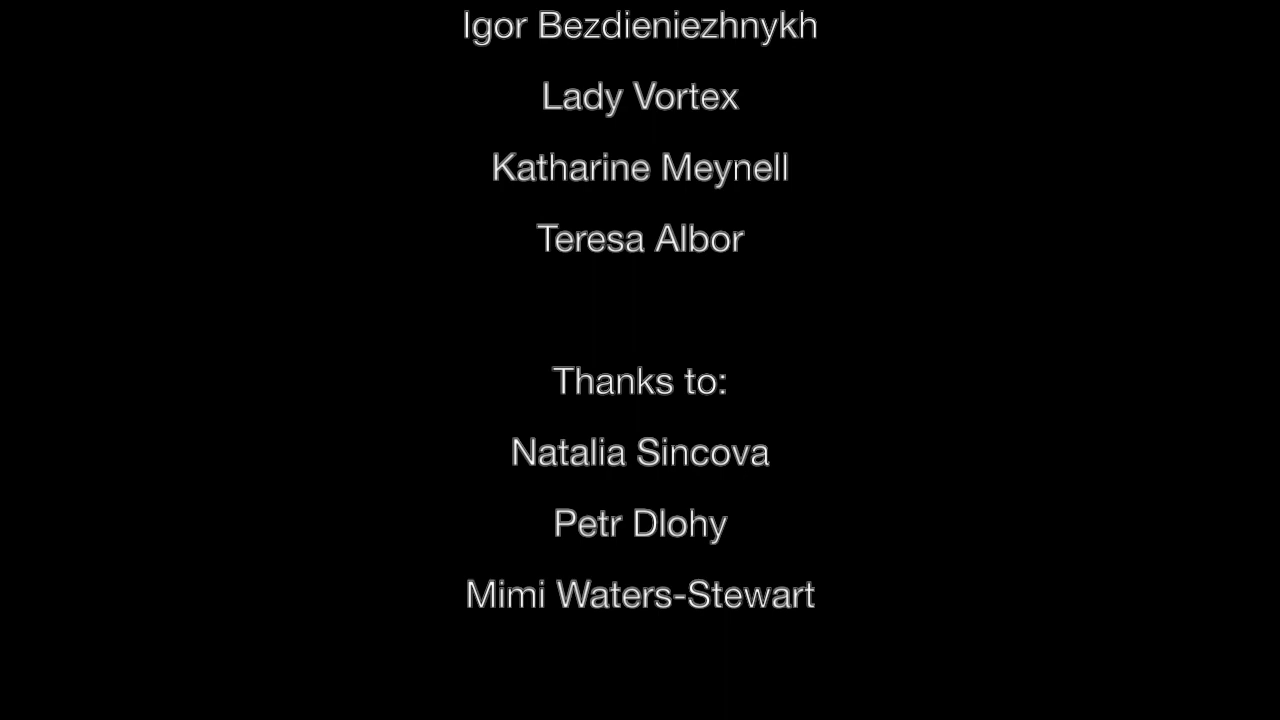 Igor Bezdieniezhnykh
Lady Vortex
Katharine Meynell
Teresa Albor
Thanks to:
Natalia Sincova
Petr Dlohy
Mimi Waters-Stewart